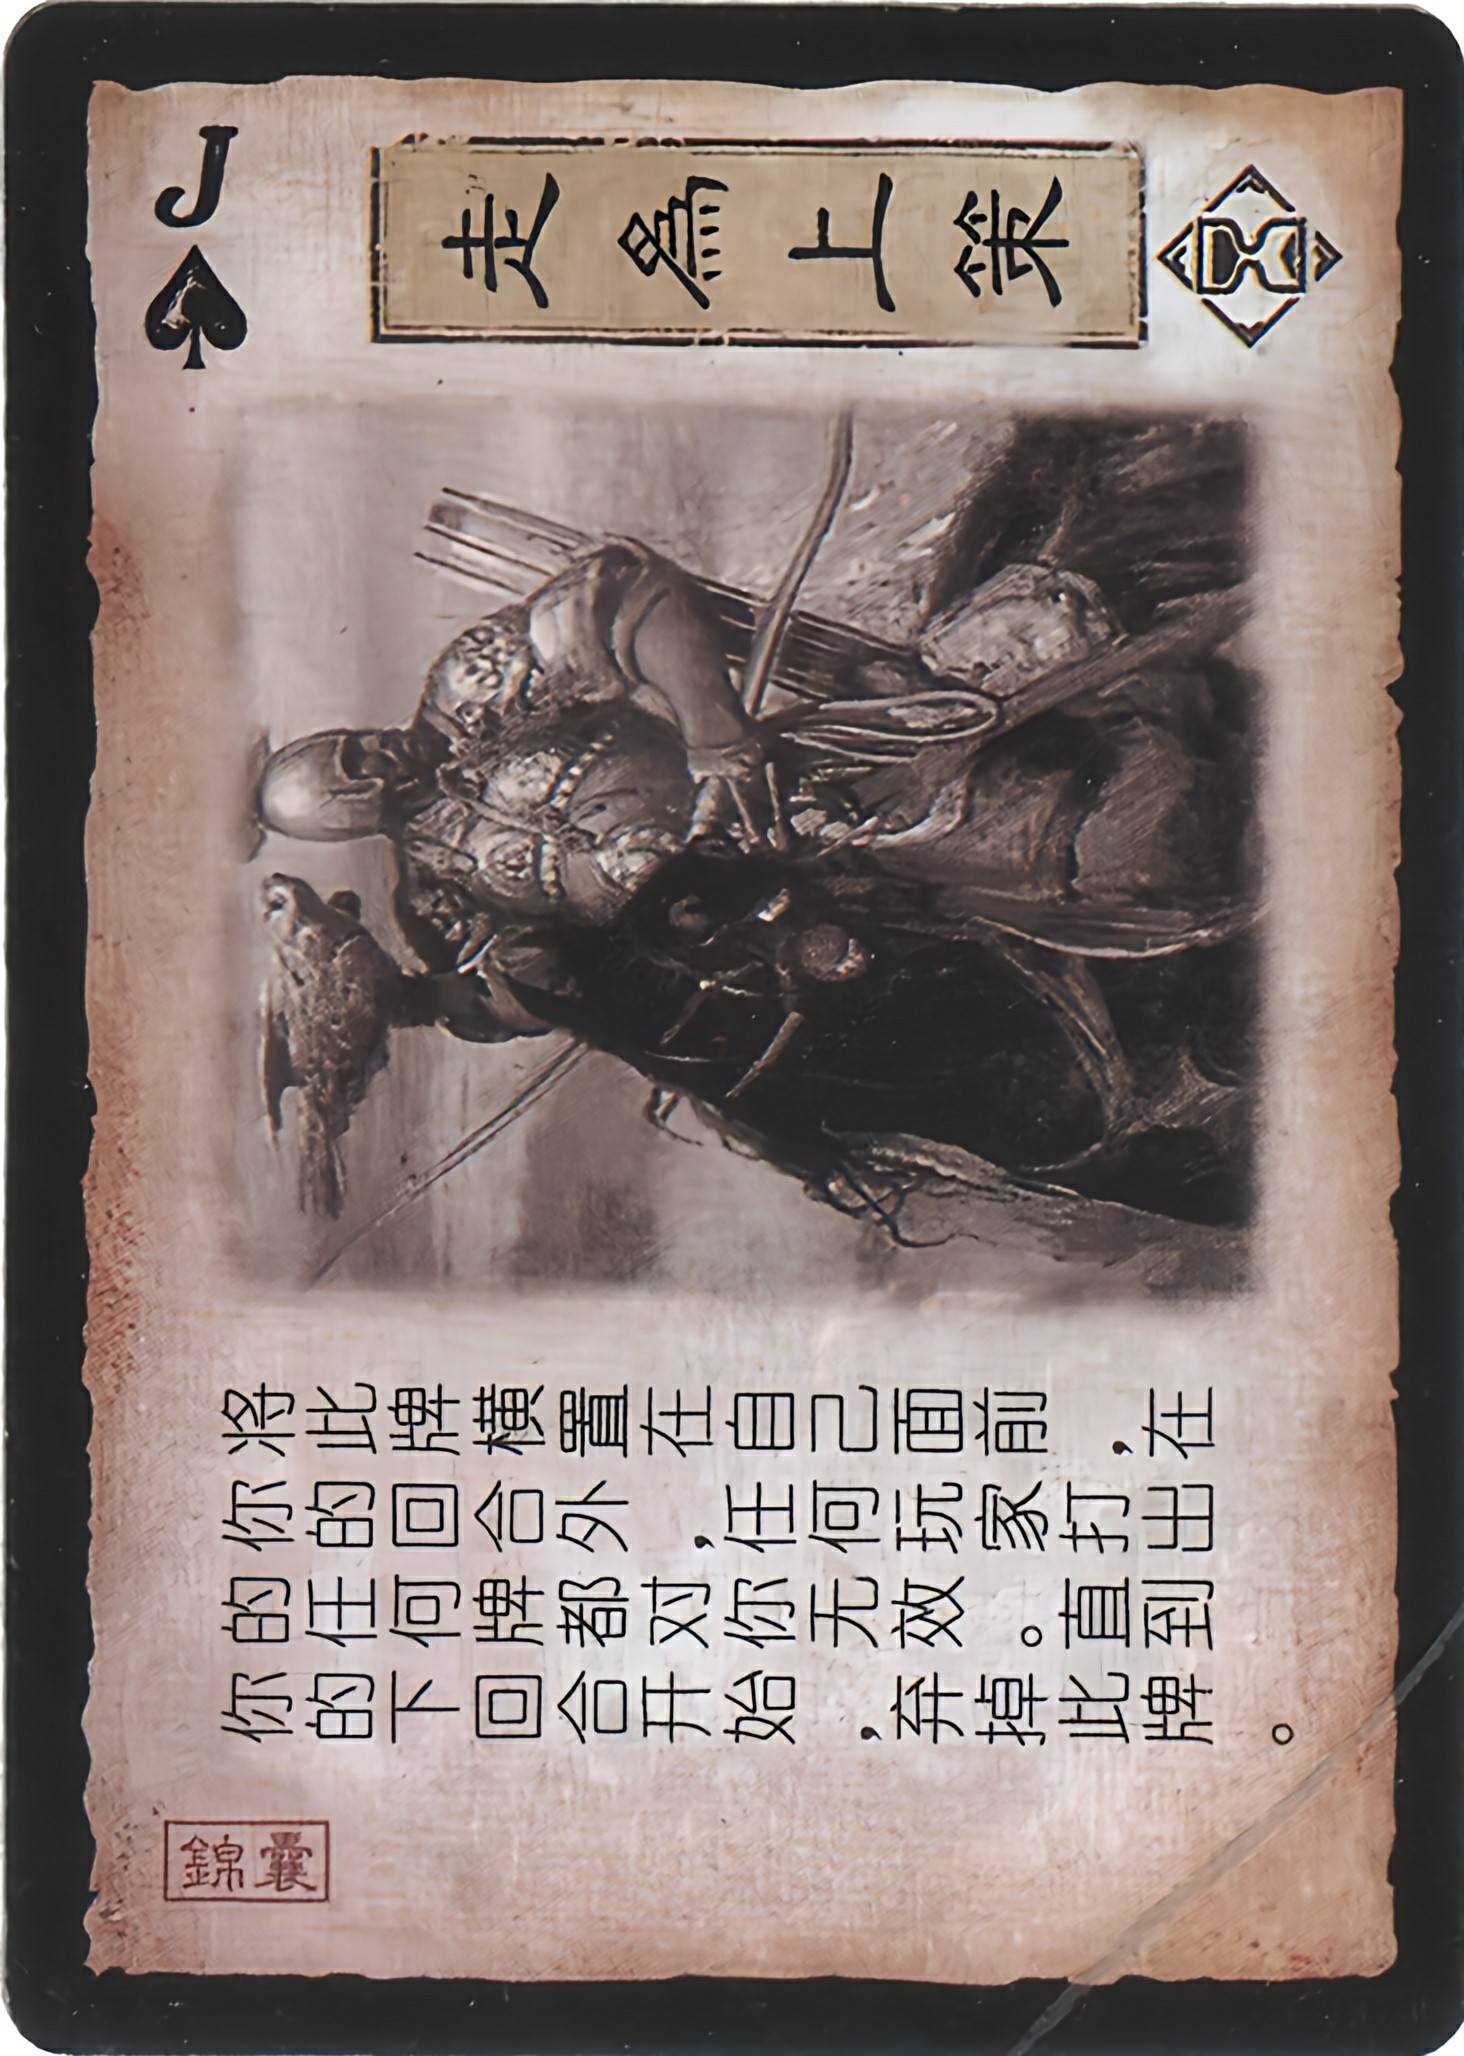 J
走為上策
将此牌横置在自己面前，在
你的回合外，任何玩家打出
的任何牌都对你无效。直到
你的下回合开始，弃掉此牌。
錦囊